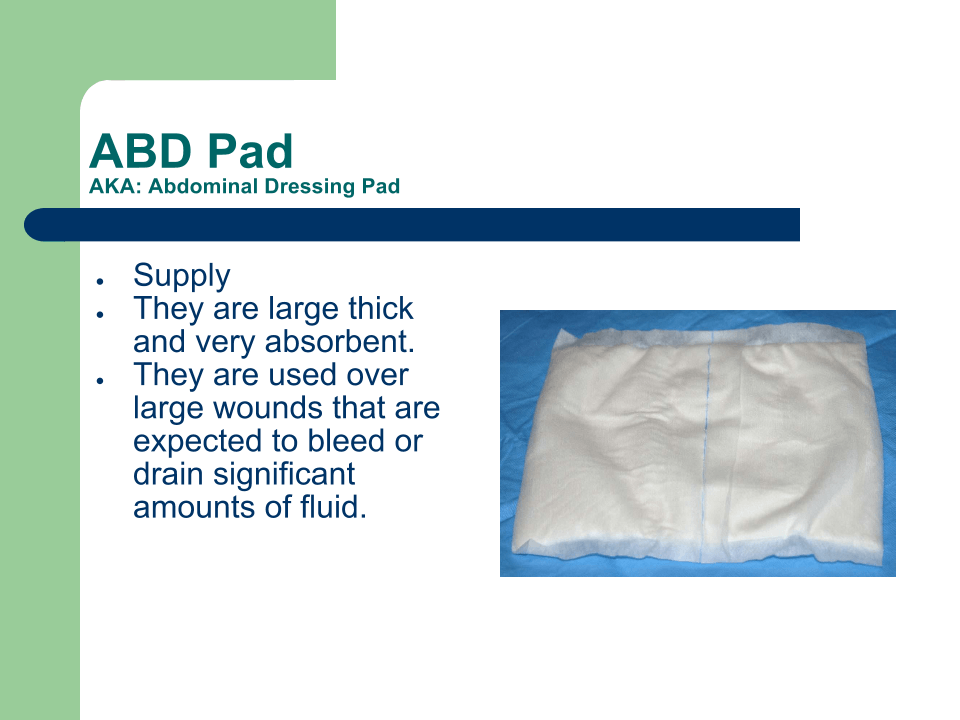 ABD Pad
AKA: Abdominal Dressing Pad
● Supply
● They are large thick
and very absorbent.
● They are used over
large wounds that are
expected to bleed or
drain significant
amounts of fluid.